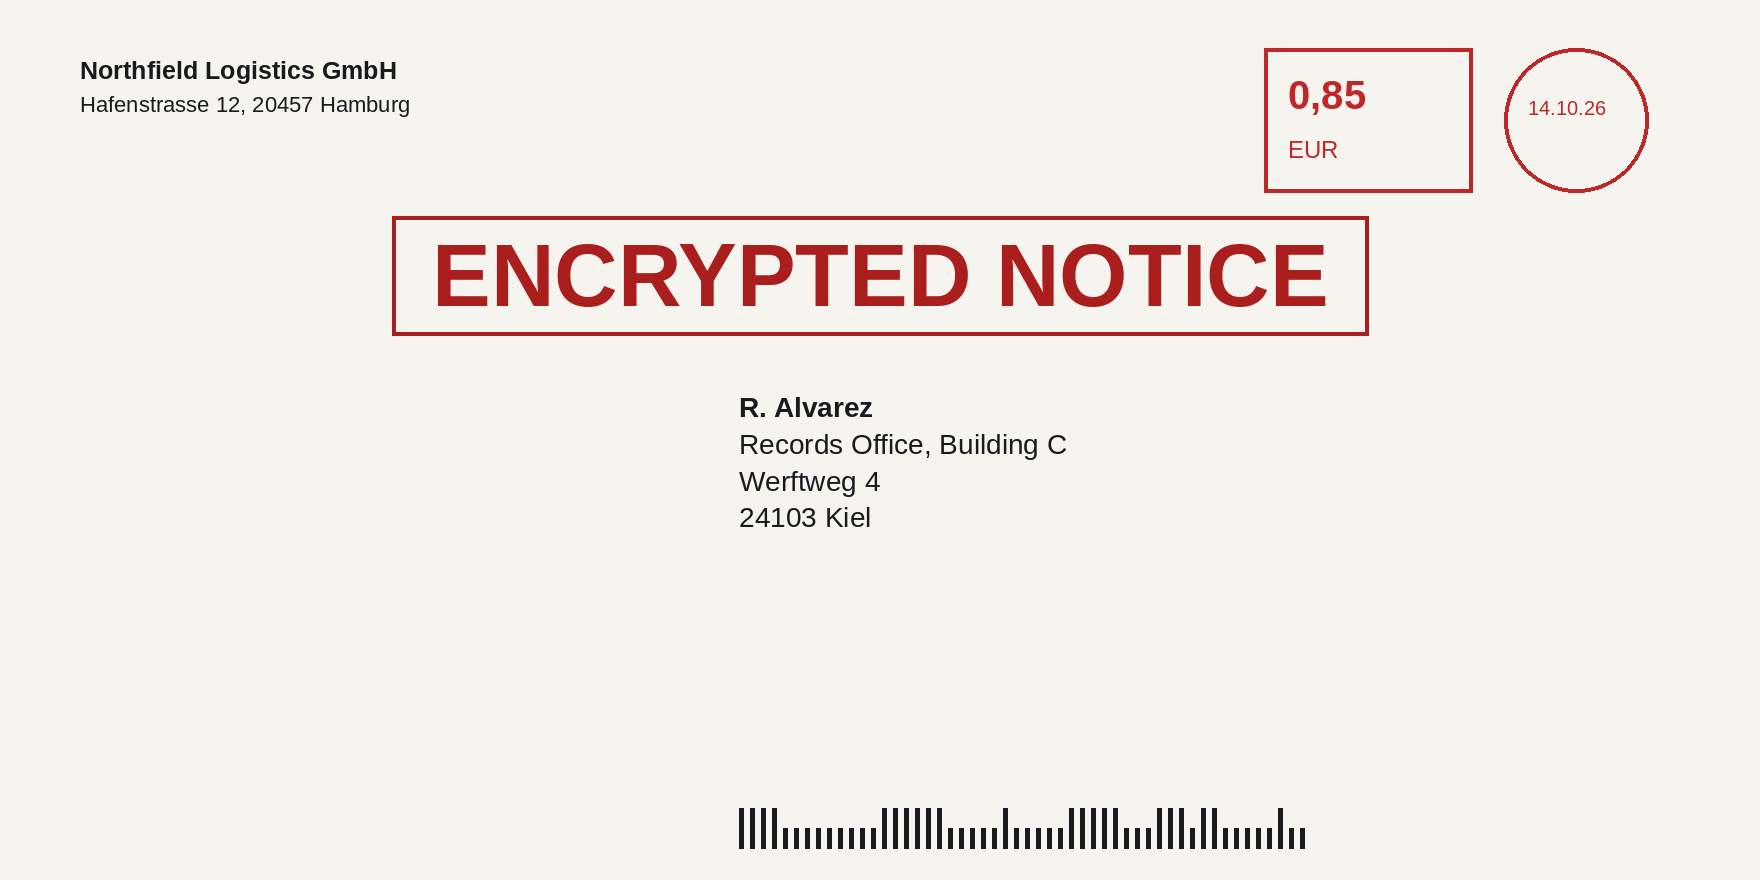 Northfield Logistics GmbH
Hafenstrasse 12, 20457 Hamburg
0,85
EUR
14.10.26
ENCRYPTED NOTICE
R. Alvarez
Records Office, Building C
Werftweg 4
24103 Kiel